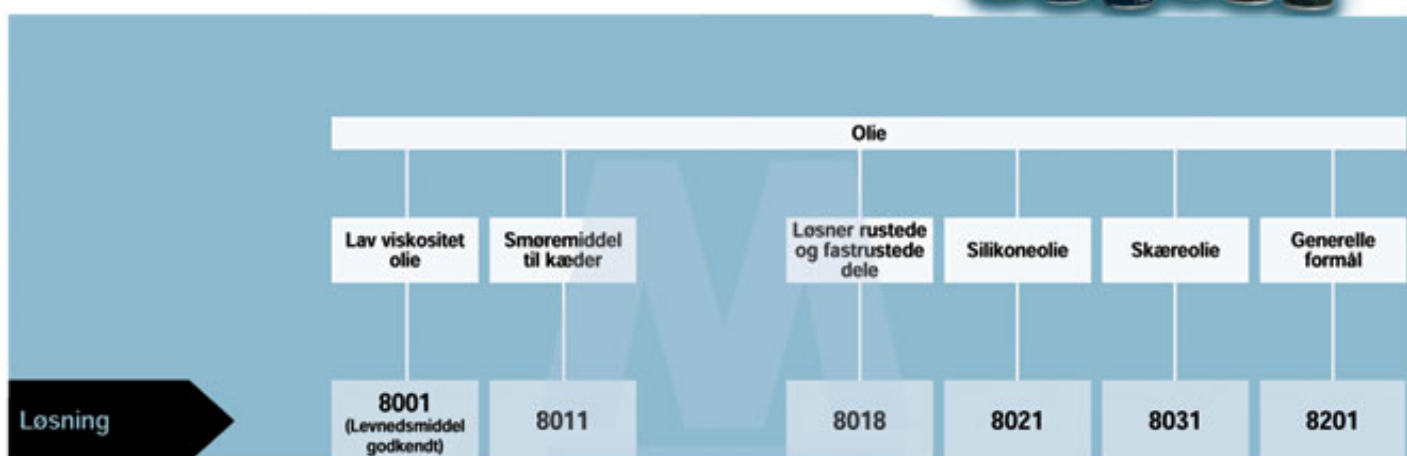 Olie
Lav viskositet
olie
Smøremiddel
til kæder
Løsner rustede
og fastrustede
dele
Silikoneolie
Skæreolie
Generelle
formål
Løsning
8001
(Levnedsmiddel
godkendt)
8011
8018
8021
8031
8201